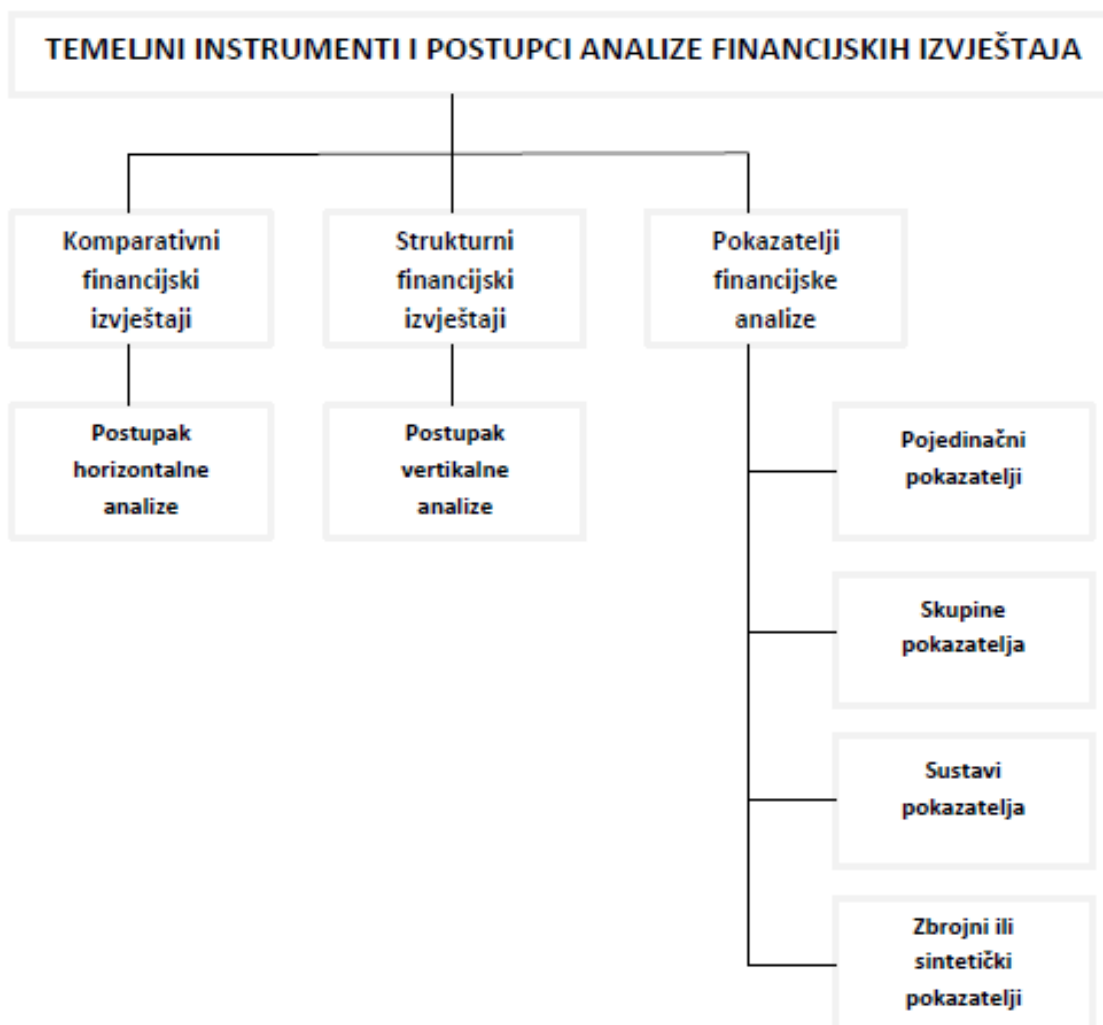 TEMELJNI INSTRUMENTI I POSTUPCI ANALIZE FINANCIJSKIH IZVJEŠTAJA
Komparativni
financijski
izvještaji
Strukturni
financijski
izvještaji
Pokazatelji
financijske
analize
Postupak
horizontalne
analize
Postupak
vertikalne
analize
Pojedinačni
pokazatelji
Skupine
pokazatelja
Sustavi
pokazatelja
Zbrojni ili
sintetički
pokazatelji